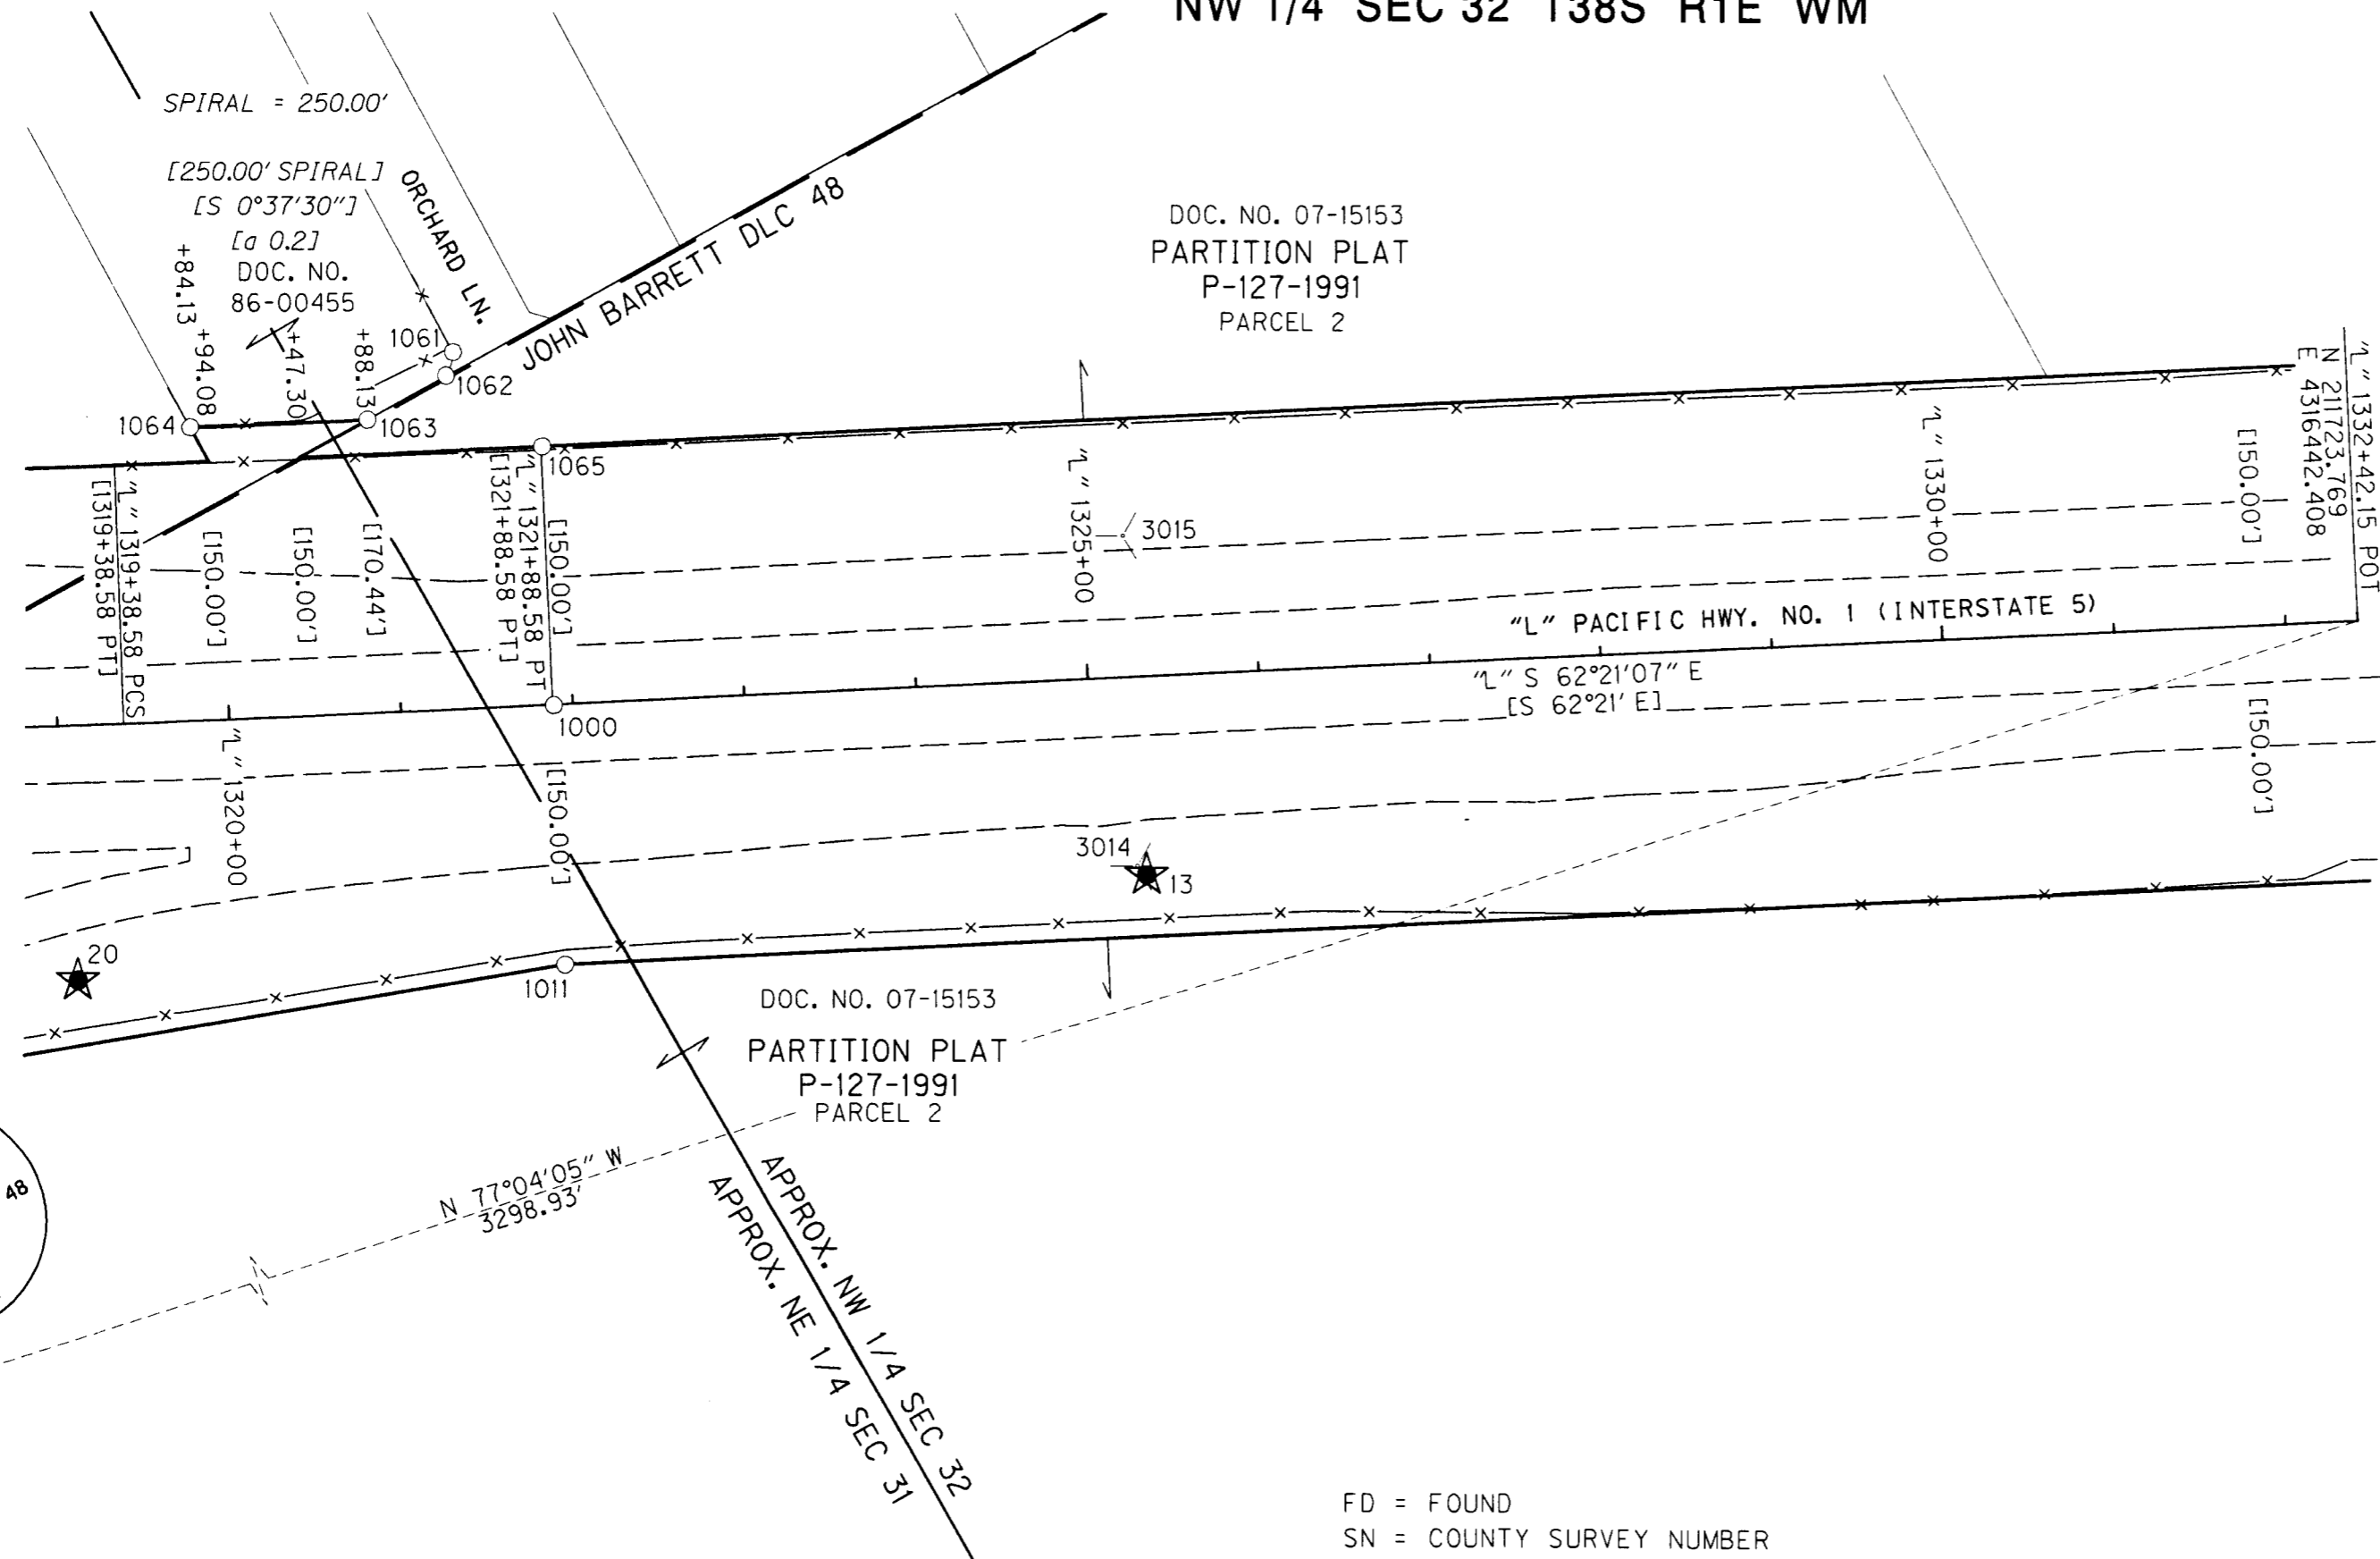 NW 1/4 SEC 32 T38S R1E WM
SPIRAL = 250.00'
[250.00' SPIRAL]
[S 0°37'30"]
[a 0.2]
DOC. NO.
86-00455
ORCHARD LN.
JOHN BARRETT DLC 48
DOC. NO. 07-15153
PARTITION PLAT
P-127-1991
PARCEL 2
+84.13
+94.08
+47.30
+88.13
1061
1062
1063
1064
1065
"L" 1332+42.15 POT
N 211723.769
E 4316442.408
[1319+38.58 PT]
"L" 1319+38.58 PCS
[150.00']
[150.00']
[170.44']
[1321+88.58 PT]
"L" 1321+88.58 PT
[150.00']
"L" 1325+00
3015
"L" 1330+00
[150.00']
"L" PACIFIC HWY. NO. 1 (INTERSTATE 5)
"L" S 62°21'07" E
[S 62°21' E]
1000
"L" 1320+00
[150.00']
[150.00']
3014
13
20
1011
DOC. NO. 07-15153
PARTITION PLAT
P-127-1991
PARCEL 2
N 77°04'05" W
3298.93'
48
APPROX. NW 1/4 SEC 32
APPROX. NE 1/4 SEC 31
FD = FOUND
SN = COUNTY SURVEY NUMBER